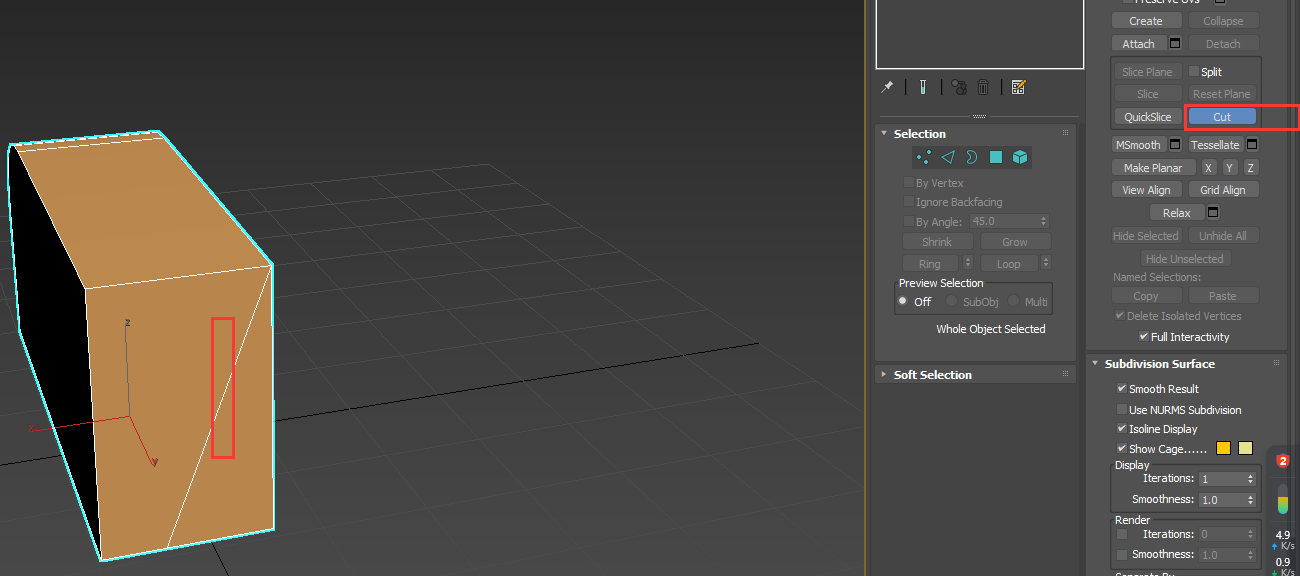 Preserve UVs
Create Collapse
Attach Detach
Slice Plane Split
Slice Reset Plane
QuickSlice Cut
MSmooth Tessellate
Make Planar X Y Z
View Align Grid Align
Relax
Hide Selected Unhide All
Hide Unselected
Named Selections:
Copy Paste
Delete Isolated Vertices
Full Interactivity
Selection
By Vertex
Ignore Backfacing
By Angle: 45.0
Shrink Grow
Ring Loop
Preview Selection
Off SubObj Multi
Whole Object Selected
Soft Selection
Subdivision Surface
Smooth Result
Use NURMS Subdivision
Isoline Display
Show Cage......
Display
Iterations: 1
Smoothness: 1.0
Render
Iterations: 0
Smoothness: 1.0
Separate By
z
x
y
2
4.9
K/s
0.9
K/s